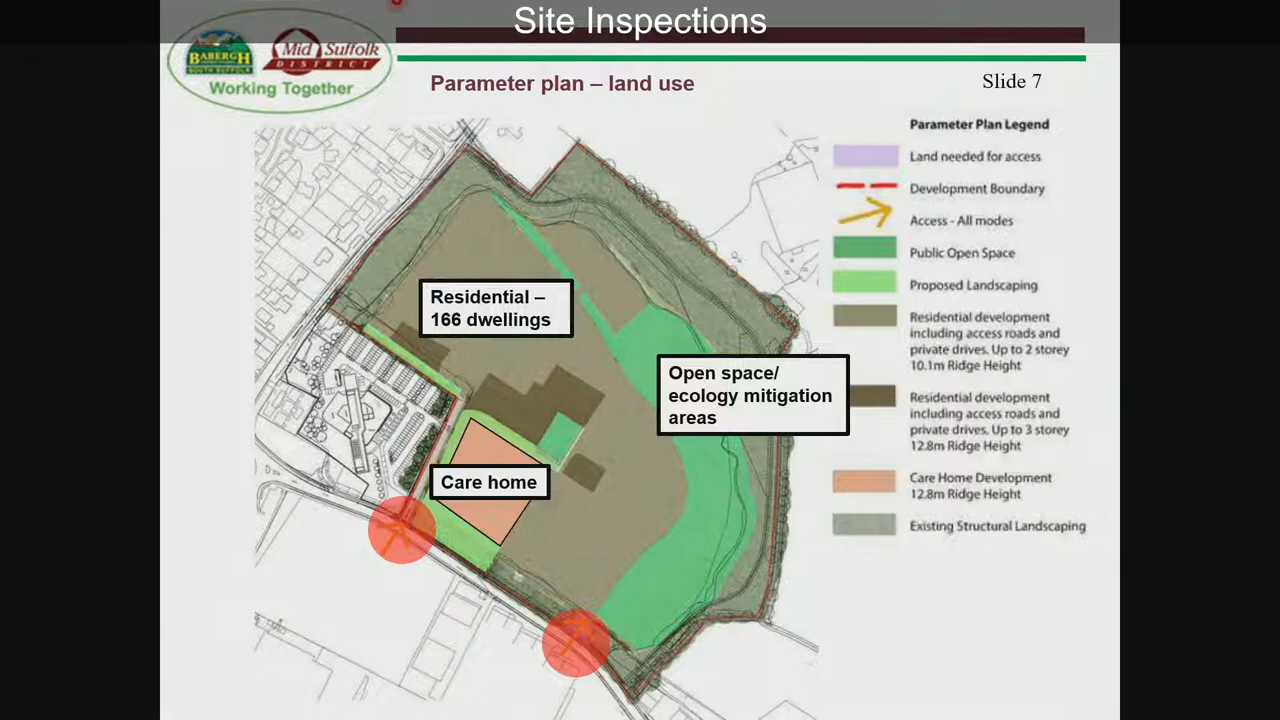 Site Inspections
BABERGH
SOUTH SUFFOLK
Mid Suffolk
DISTRICT
Working Together
Parameter plan – land use
Slide 7
Parameter Plan Legend
Land needed for access
Development Boundary
Access - All modes
Public Open Space
Proposed Landscaping
Residential development
including access roads and
private drives. Up to 2 storey
10.1m Ridge Height
Residential development
including access roads and
private drives. Up to 3 storey
12.8m Ridge Height
Care Home Development
12.8m Ridge Height
Existing Structural Landscaping
Residential –
166 dwellings
Open space/
ecology mitigation
areas
Care home